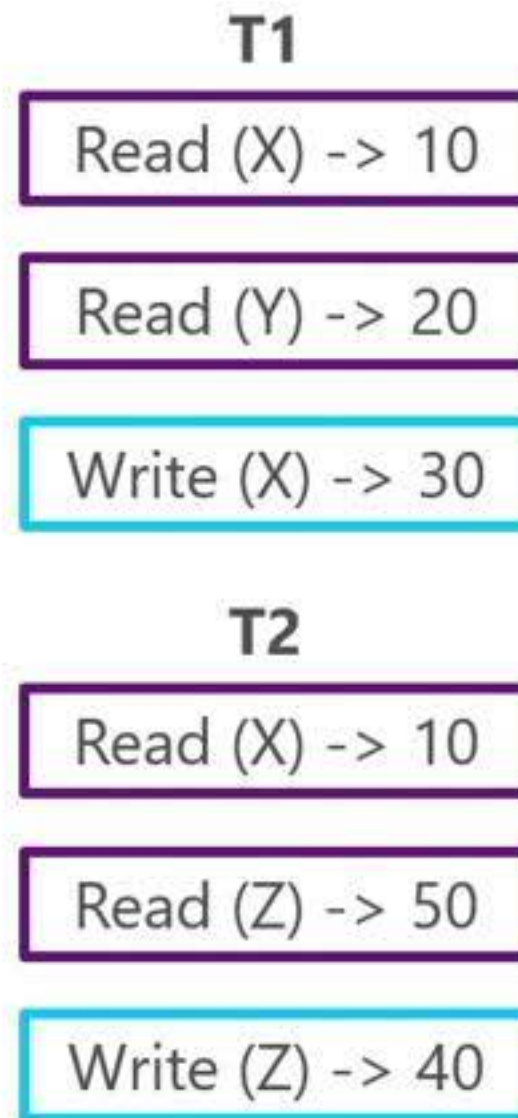 T1
Read (X) -> 10
Read (Y) -> 20
Write (X) -> 30
T2
Read (X) -> 10
Read (Z) -> 50
Write (Z) -> 40